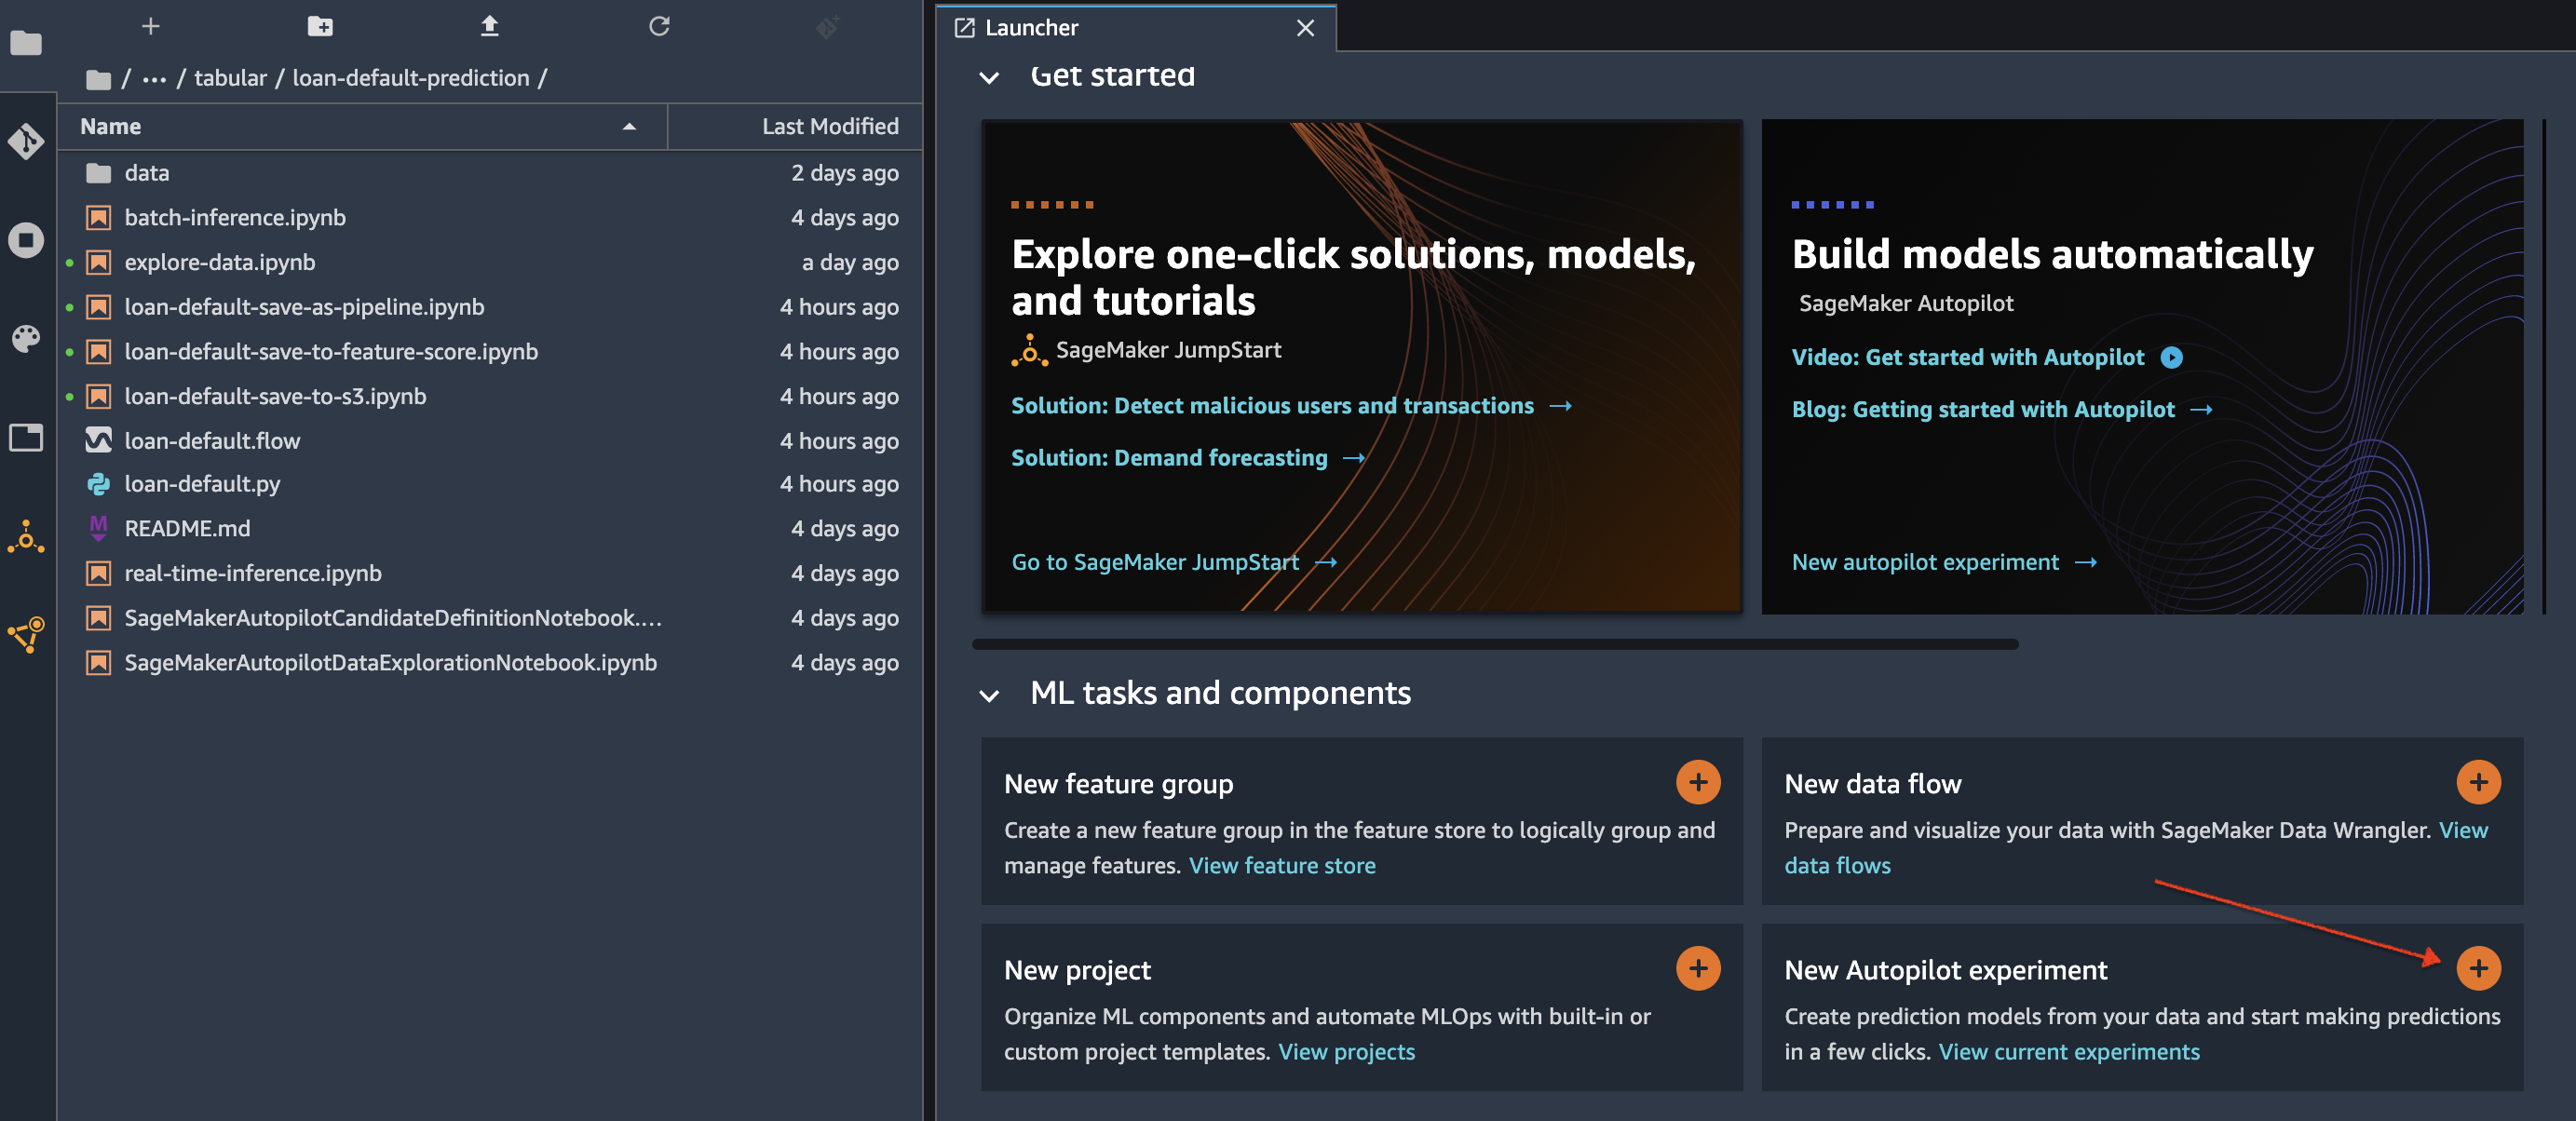 / ··· / tabular / loan-default-prediction /
Name Last Modified
data 2 days ago
batch-inference.ipynb 4 days ago
explore-data.ipynb a day ago
loan-default-save-as-pipeline.ipynb 4 hours ago
loan-default-save-to-feature-score.ipynb 4 hours ago
loan-default-save-to-s3.ipynb 4 hours ago
loan-default.flow 4 hours ago
loan-default.py 4 hours ago
README.md 4 days ago
real-time-inference.ipynb 4 days ago
SageMakerAutopilotCandidateDefinitionNotebook.... 4 days ago
SageMakerAutopilotDataExplorationNotebook.ipynb 4 days ago
Launcher
Get started
Explore one-click solutions, models,
and tutorials
SageMaker JumpStart
Solution: Detect malicious users and transactions →
Solution: Demand forecasting →
Go to SageMaker JumpStart →
Build models automatically
SageMaker Autopilot
Video: Get started with Autopilot
Blog: Getting started with Autopilot →
New autopilot experiment →
ML tasks and components
New feature group
Create a new feature group in the feature store to logically group and
manage features. View feature store
New data flow
Prepare and visualize your data with SageMaker Data Wrangler. View
data flows
New project
Organize ML components and automate MLOps with built-in or
custom project templates. View projects
New Autopilot experiment
Create prediction models from your data and start making predictions
in a few clicks. View current experiments